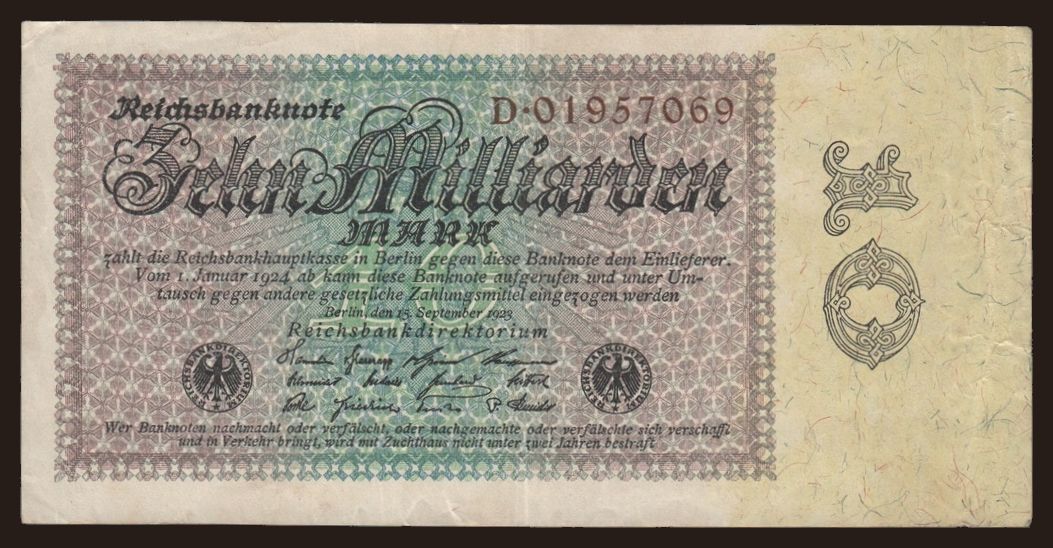 Reichsbanknote
D·01957069
Zehn Milliarden
MARK
zahlt die Reichsbankhauptkasse in Berlin gegen diese Banknote dem Einlieferer.
Vom 1. Januar 1924 ab kann diese Banknote aufgerufen und unter Um-
tausch gegen andere gesetzliche Zahlungsmittel eingezogen werden
Berlin, den 15. September 1923
Reichsbankdirektorium
REICHSBANKDIREKTORIUM
REICHSBANKDIREKTORIUM
Wer Banknoten nachmacht oder verfälscht, oder nachgemachte oder verfälschte sich verschafft
und in Verkehr bringt, wird mit Zuchthaus nicht unter zwei Jahren bestraft
10